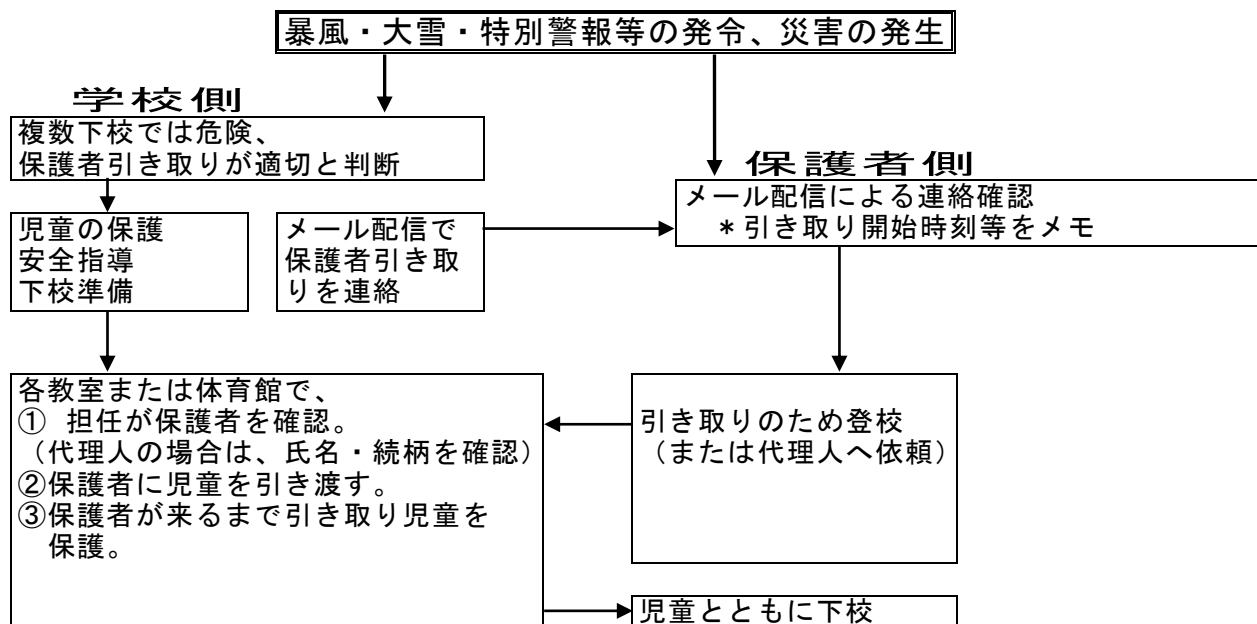 暴風・大雪・特別警報等の発令、災害の発生
学校側
複数下校では危険、
保護者引き取りが適切と判断
保護者側
メール配信による連絡確認
＊引き取り開始時刻等をメモ
児童の保護
安全指導
下校準備
メール配信で
保護者引き取
りを連絡
各教室または体育館で、
① 担任が保護者を確認。
（代理人の場合は、氏名・続柄を確認）
②保護者に児童を引き渡す。
③保護者が来るまで引き取り児童を
保護。
引き取りのため登校
（または代理人へ依頼）
児童とともに下校